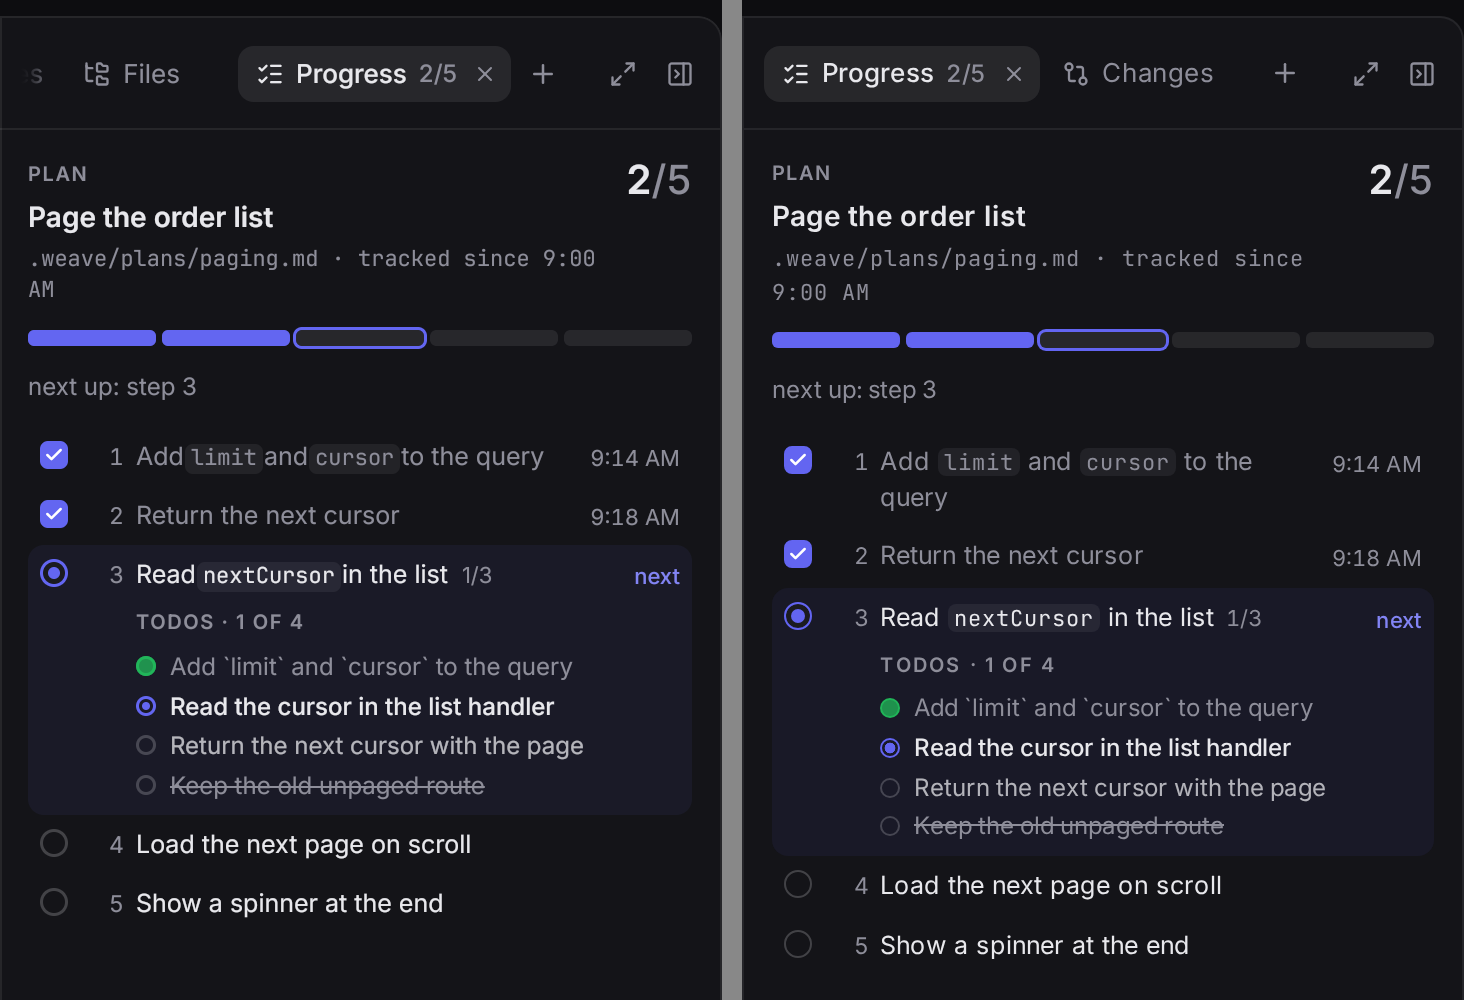 Files
Progress 2/5
PLAN
2/5
Page the order list
.weave/plans/paging.md · tracked since 9:00
AM
next up: step 3
1 Add limit and cursor to the query 9:14 AM
2 Return the next cursor 9:18 AM
3 Read nextCursor in the list 1/3 next
TODOS · 1 OF 4
Add `limit` and `cursor` to the query
Read the cursor in the list handler
Return the next cursor with the page
Keep the old unpaged route
4 Load the next page on scroll
5 Show a spinner at the end
Progress 2/5
Changes
PLAN
2/5
Page the order list
.weave/plans/paging.md · tracked since
9:00 AM
next up: step 3
1 Add limit and cursor to the 9:14 AM
query
2 Return the next cursor 9:18 AM
3 Read nextCursor in the list 1/3 next
TODOS · 1 OF 4
Add `limit` and `cursor` to the query
Read the cursor in the list handler
Return the next cursor with the page
Keep the old unpaged route
4 Load the next page on scroll
5 Show a spinner at the end